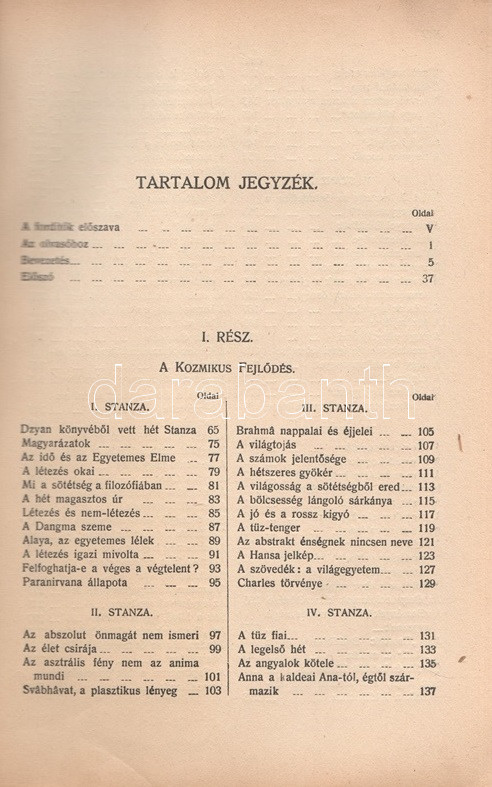 TARTALOM JEGYZÉK.
Oldal
A fordítók előszava V
Az olvasóhoz 1
Bevezetés 5
Előszó 37
I. RÉSZ.
A KOZMIKUS FEJLŐDÉS.
Oldal
I. STANZA.
Dzyan könyvéből vett hét Stanza 65
Magyarázatok 75
Az idő és az Egyetemes Elme 77
A létezés okai 79
Mi a sötétség a filozófiában 81
A hét magasztos úr 83
Létezés és nem-létezés 85
A Dangma szeme 87
Alaya, az egyetemes lélek 89
A létezés igazi mivolta 91
Felfoghatja-e a véges a végtelent? 93
Paranirvana állapota 95
II. STANZA.
Az abszolut önmagát nem ismeri 97
Az élet csirája 99
Az asztrális fény nem az anima
mundi 101
Svâbhâvat, a plasztikus lényeg 103
Oldal
III. STANZA.
Brahmâ nappalai és éjjelei 105
A világtojás 107
A számok jelentősége 109
A hétszeres gyökér 111
A világosság a sötétségből ered 113
A bölcsesség lángoló sárkánya 115
A jó és a rossz kigyó 117
A tűz-tenger 119
Az abstrakt énségnek nincsen neve 121
A Hansa jelkép 123
A szövedék: a világegyetem 127
Charles törvénye 129
IV. STANZA.
A tűz fiai 131
A legelső hét 133
Az angyalok kötele 135
Anna a kaldeai Ana-tól, égtől szár-
mazik 137
darabanth